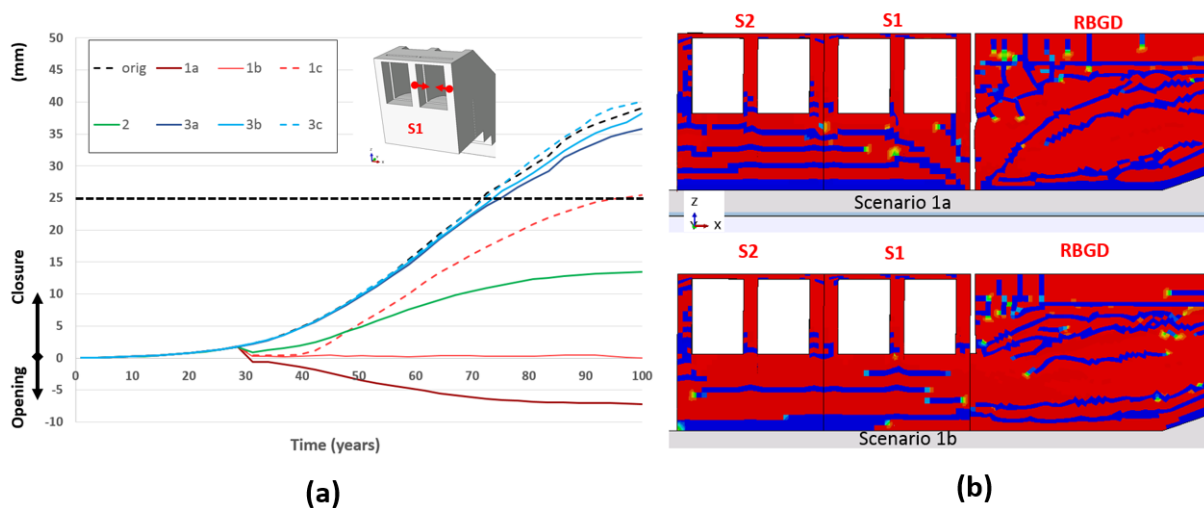 50
45
40
35
30
25
20
15
10
5
0
-5
-10
(mm)
Closure
Opening
orig 1a 1b 1c
2 3a 3b 3c
S1
0 10 20 30 40 50 60 70 80 90 100
Time (years)
(a)
S2 S1 RBGD
Scenario 1a
Z
Y X
S2 S1 RBGD
Scenario 1b
(b)